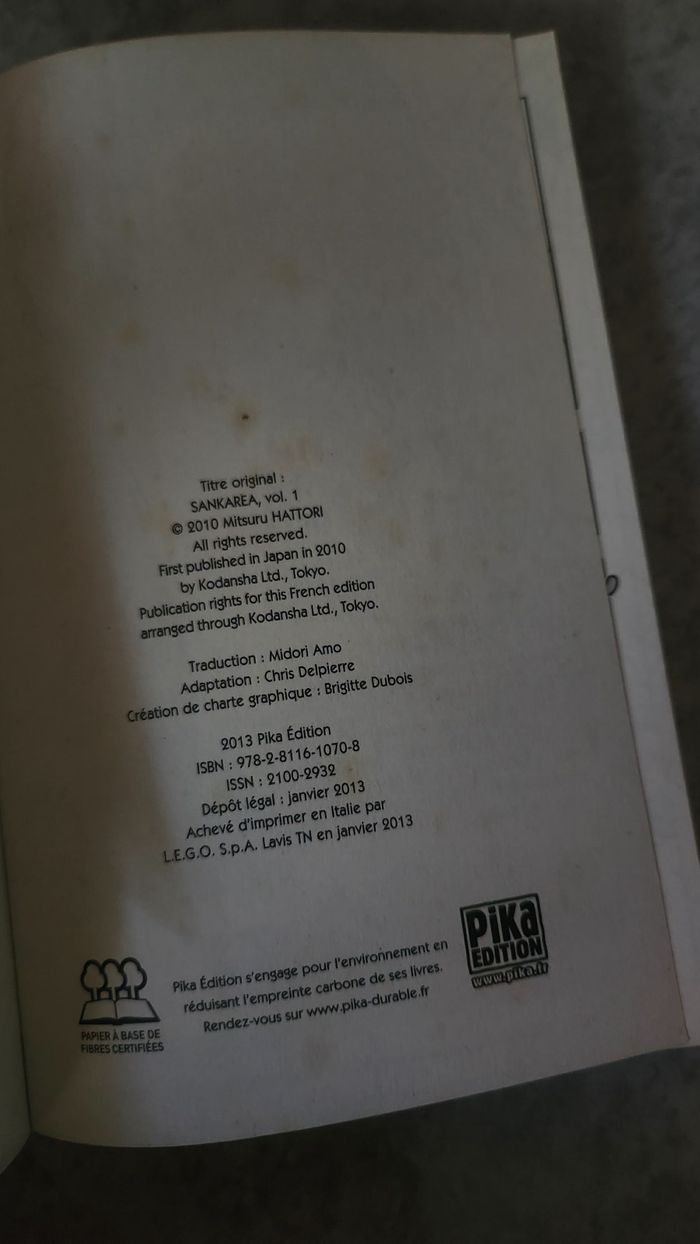 Titre original :
SANKAREA, vol. 1
© 2010 Mitsuru HATTORI
All rights reserved.
First published in Japan in 2010
by Kodansha Ltd., Tokyo.
Publication rights for this French edition
arranged through Kodansha Ltd., Tokyo.
Traduction : Midori Amo
Adaptation : Chris Delpierre
Création de charte graphique : Brigitte Dubois
2013 Pika Édition
ISBN : 978-2-8116-1070-8
ISSN : 2100-2932
Dépôt légal : janvier 2013
Achevé d'imprimer en Italie par
L.E.G.O. S.p.A. Lavis TN en janvier 2013
PAPIER À BASE DE
FIBRES CERTIFIÉES
Pika Édition s'engage pour l'environnement en
réduisant l'empreinte carbone de ses livres.
Rendez-vous sur www.pika-durable.fr
Pika
EDITION
www.pika.fr